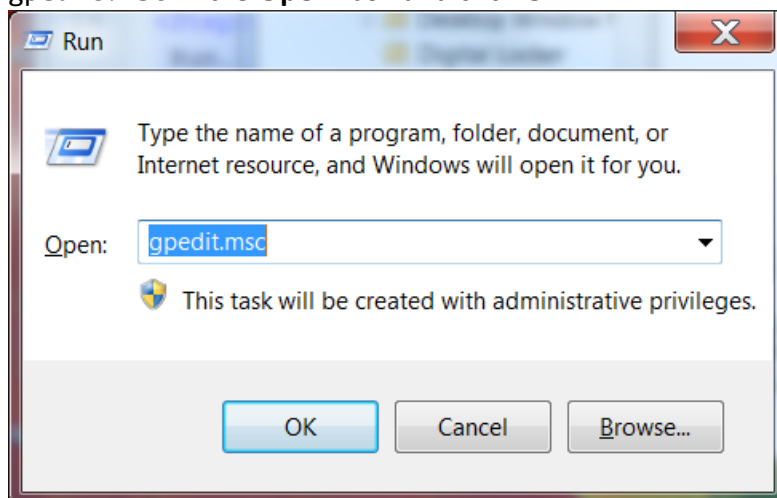 Run
Type the name of a program, folder, document, or
Internet resource, and Windows will open it for you.
Open: gpedit.msc
This task will be created with administrative privileges.
OK Cancel Browse...